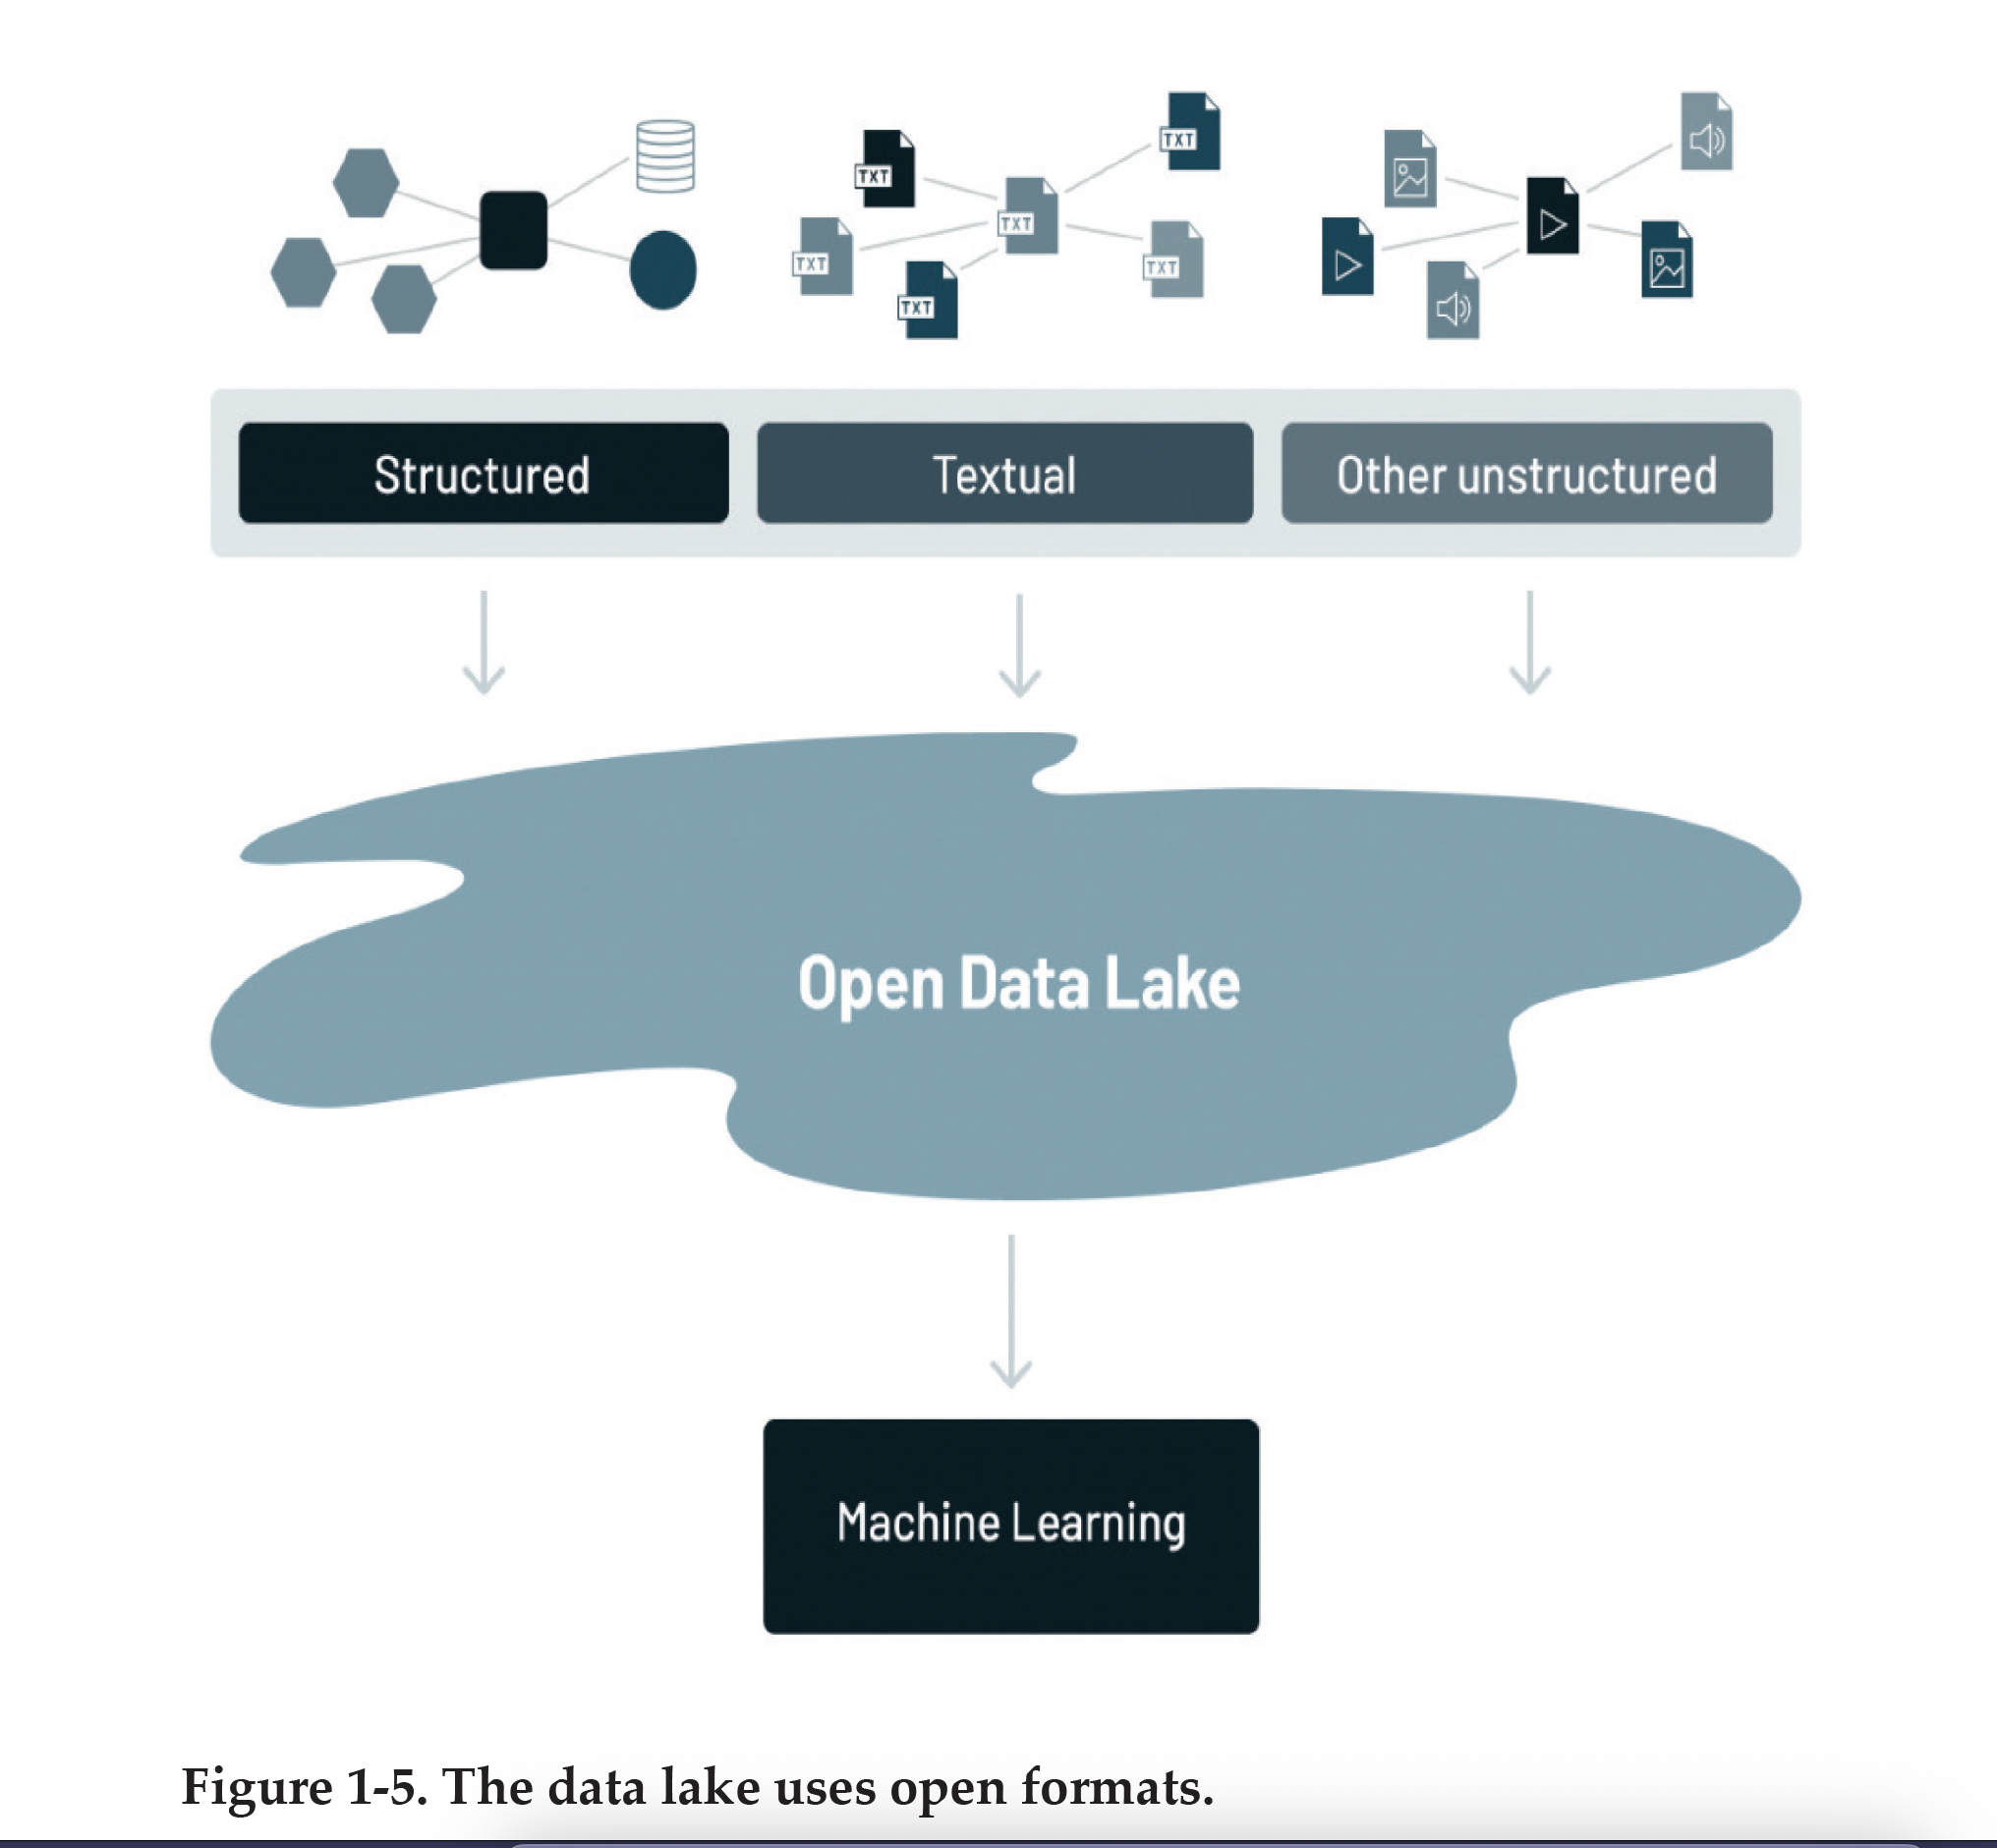 TXT
TXT
TXT
TXT
TXT
TXT
Structured
Textual
Other unstructured
Open Data Lake
Machine Learning
Figure 1-5. The data lake uses open formats.